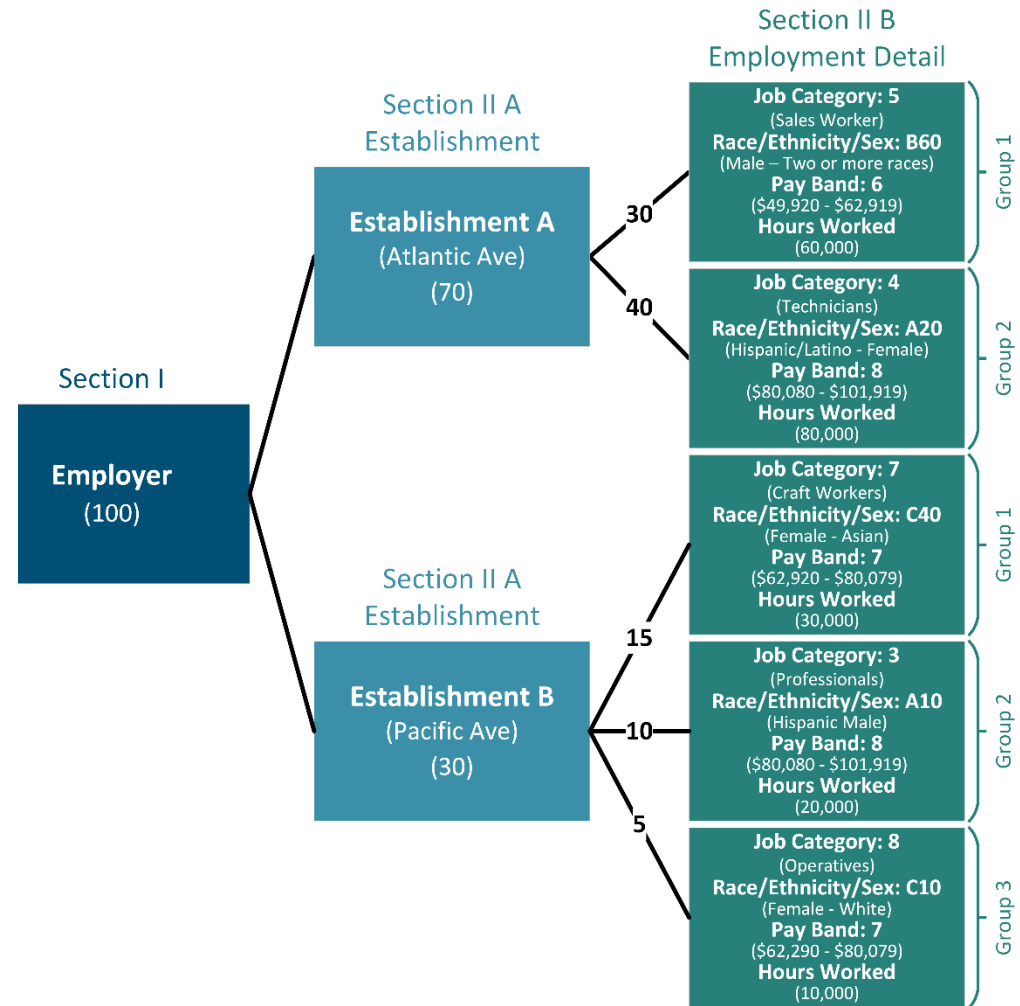 Section I
Employer
(100)
Section II A
Establishment
Establishment A
(Atlantic Ave)
(70)
30
40
Section II A
Establishment
Establishment B
(Pacific Ave)
(30)
15
10
5
Section II B
Employment Detail
Job Category: 5
(Sales Worker)
Race/Ethnicity/Sex: B60
(Male – Two or more races)
Pay Band: 6
($49,920 - $62,919)
Hours Worked
(60,000)
Group 1
Job Category: 4
(Technicians)
Race/Ethnicity/Sex: A20
(Hispanic/Latino - Female)
Pay Band: 8
($80,080 - $101,919)
Hours Worked
(80,000)
Group 2
Job Category: 7
(Craft Workers)
Race/Ethnicity/Sex: C40
(Female - Asian)
Pay Band: 7
($62,920 - $80,079)
Hours Worked
(30,000)
Group 1
Job Category: 3
(Professionals)
Race/Ethnicity/Sex: A10
(Hispanic Male)
Pay Band: 8
($80,080 - $101,919)
Hours Worked
(20,000)
Group 2
Job Category: 8
(Operatives)
Race/Ethnicity/Sex: C10
(Female - White)
Pay Band: 7
($62,290 - $80,079)
Hours Worked
(10,000)
Group 3